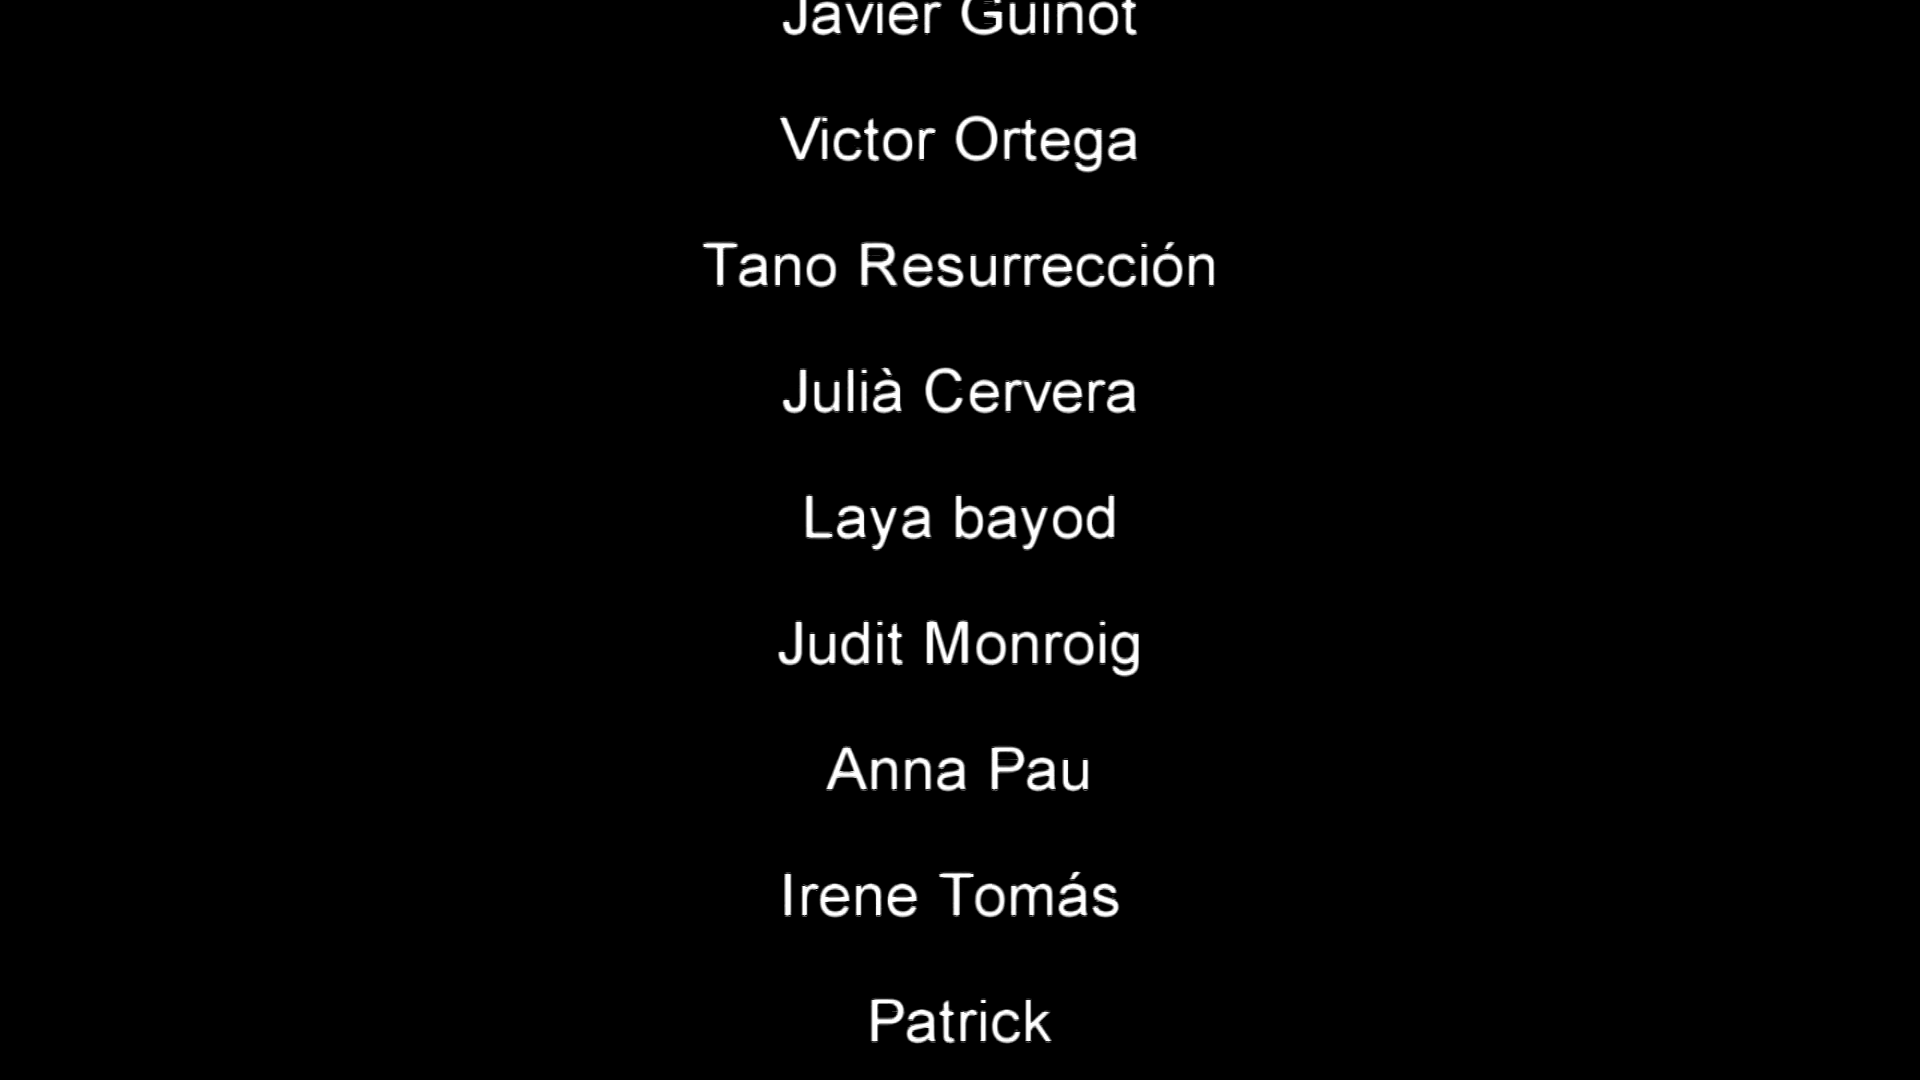 Javier Guinot
Victor Ortega
Tano Resurrección
Julià Cervera
Laya bayod
Judit Monroig
Anna Pau
Irene Tomás
Patrick